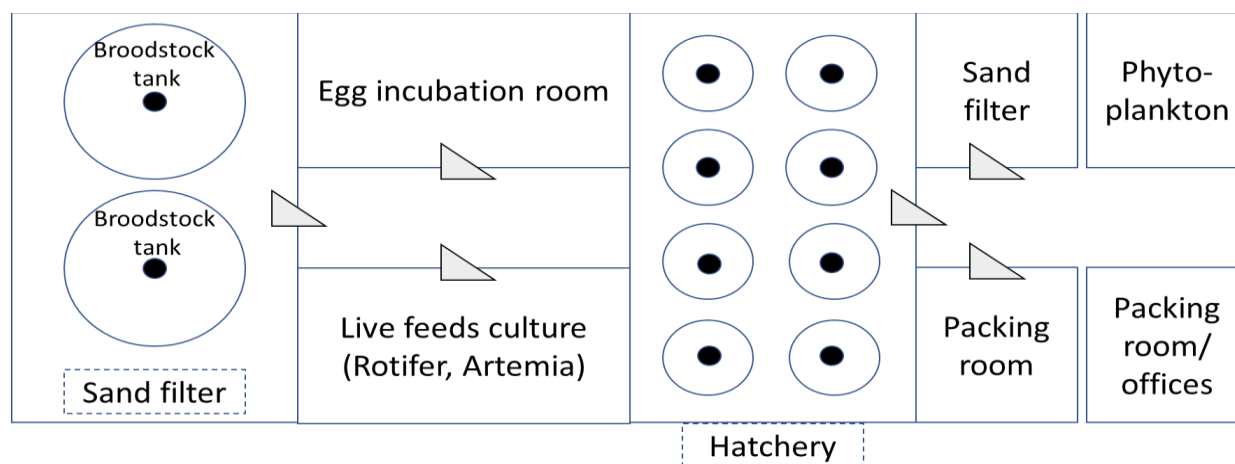 Broodstock
tank
Broodstock
tank
Sand filter
Egg incubation room
Live feeds culture
(Rotifer, Artemia)
Hatchery
Sand
filter
Phyto-
plankton
Packing
room
Packing
room/
offices